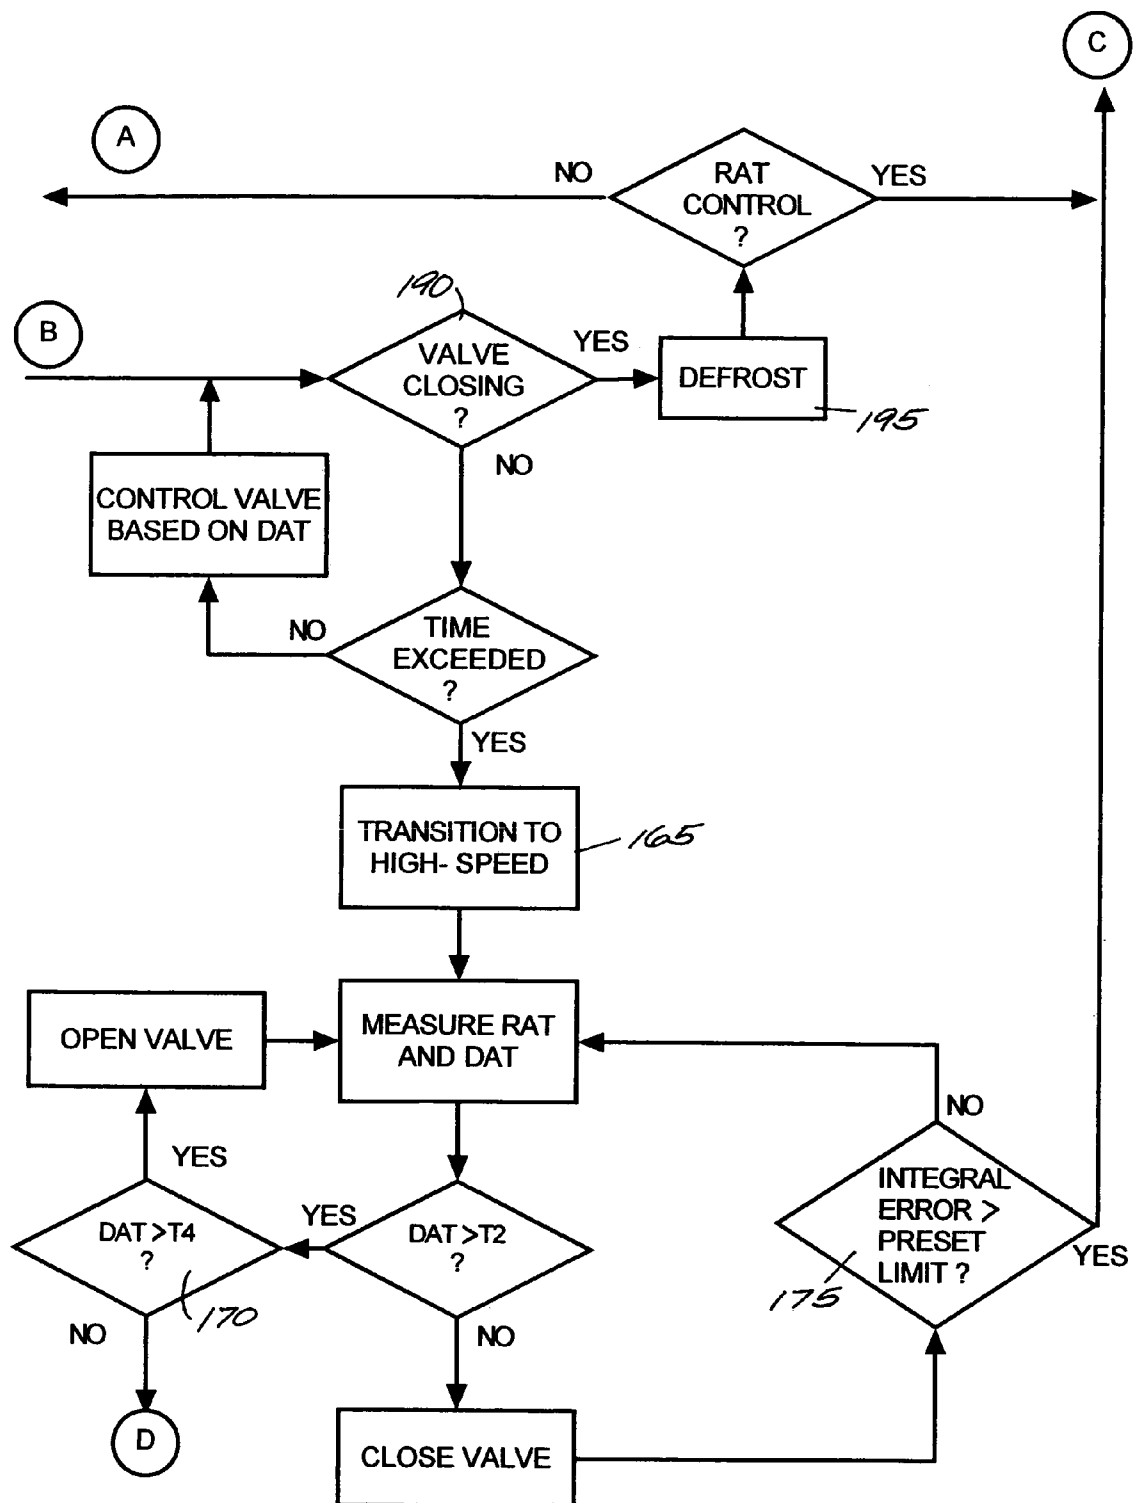 C
A
NO
RAT
CONTROL
?
YES
190
B
VALVE
CLOSING
?
YES
DEFROST
195
NO
CONTROL VALVE
BASED ON DAT
NO
TIME
EXCEEDED
?
YES
TRANSITION TO
HIGH- SPEED
165
OPEN VALVE
MEASURE RAT
AND DAT
NO
YES
DAT >T4
?
170
YES
DAT >T2
?
INTEGRAL
ERROR >
PRESET
LIMIT ?
175
YES
NO
NO
D
CLOSE VALVE